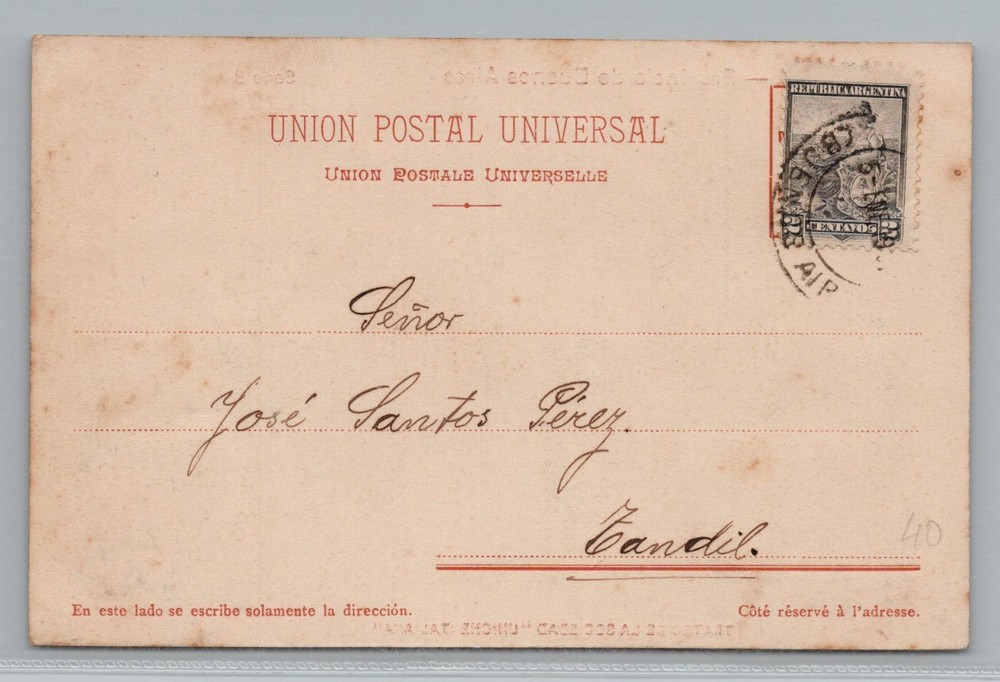 UNION POSTAL UNIVERSAL
UNION POSTALE UNIVERSELLE
REPUBLICA ARGENTINA
CENTAVOS
AIR
Señor
José Santos Pérez.
Tandil.
40
En este lado se escribe solamente la dirección.
Côté réservé à l'adresse.